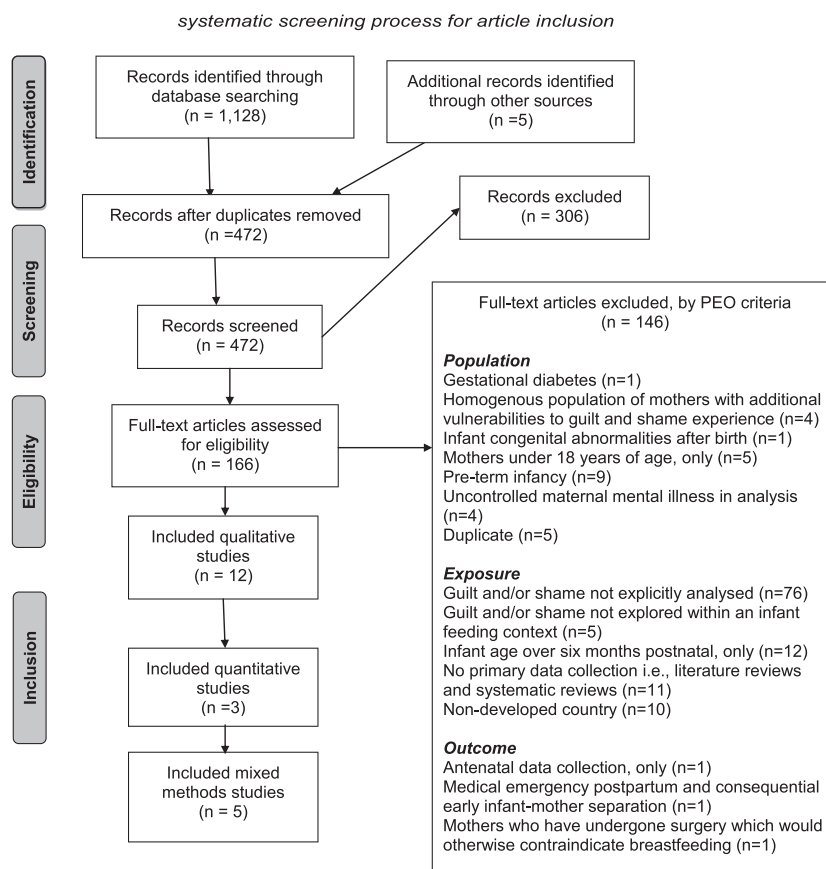 systematic screening process for article inclusion
Identification
Records identified through
database searching
(n = 1,128)
Additional records identified
through other sources
(n =5)
Records after duplicates removed
(n =472)
Records excluded
(n = 306)
Screening
Records screened
(n = 472)
Full-text articles excluded, by PEO criteria
(n = 146)
Population
Gestational diabetes (n=1)
Homogenous population of mothers with additional
vulnerabilities to guilt and shame experience (n=4)
Infant congenital abnormalities after birth (n=1)
Mothers under 18 years of age, only (n=5)
Pre-term infancy (n=9)
Uncontrolled maternal mental illness in analysis
(n=4)
Duplicate (n=5)
Exposure
Guilt and/or shame not explicitly analysed (n=76)
Guilt and/or shame not explored within an infant
feeding context (n=5)
Infant age over six months postnatal, only (n=12)
No primary data collection i.e., literature reviews
and systematic reviews (n=11)
Non-developed country (n=10)
Outcome
Antenatal data collection, only (n=1)
Medical emergency postpartum and consequential
early infant-mother separation (n=1)
Mothers who have undergone surgery which would
otherwise contraindicate breastfeeding (n=1)
Eligibility
Full-text articles assessed
for eligibility
(n = 166)
Included qualitative
studies
(n = 12)
Inclusion
Included quantitative
studies
(n =3)
Included mixed
methods studies
(n = 5)